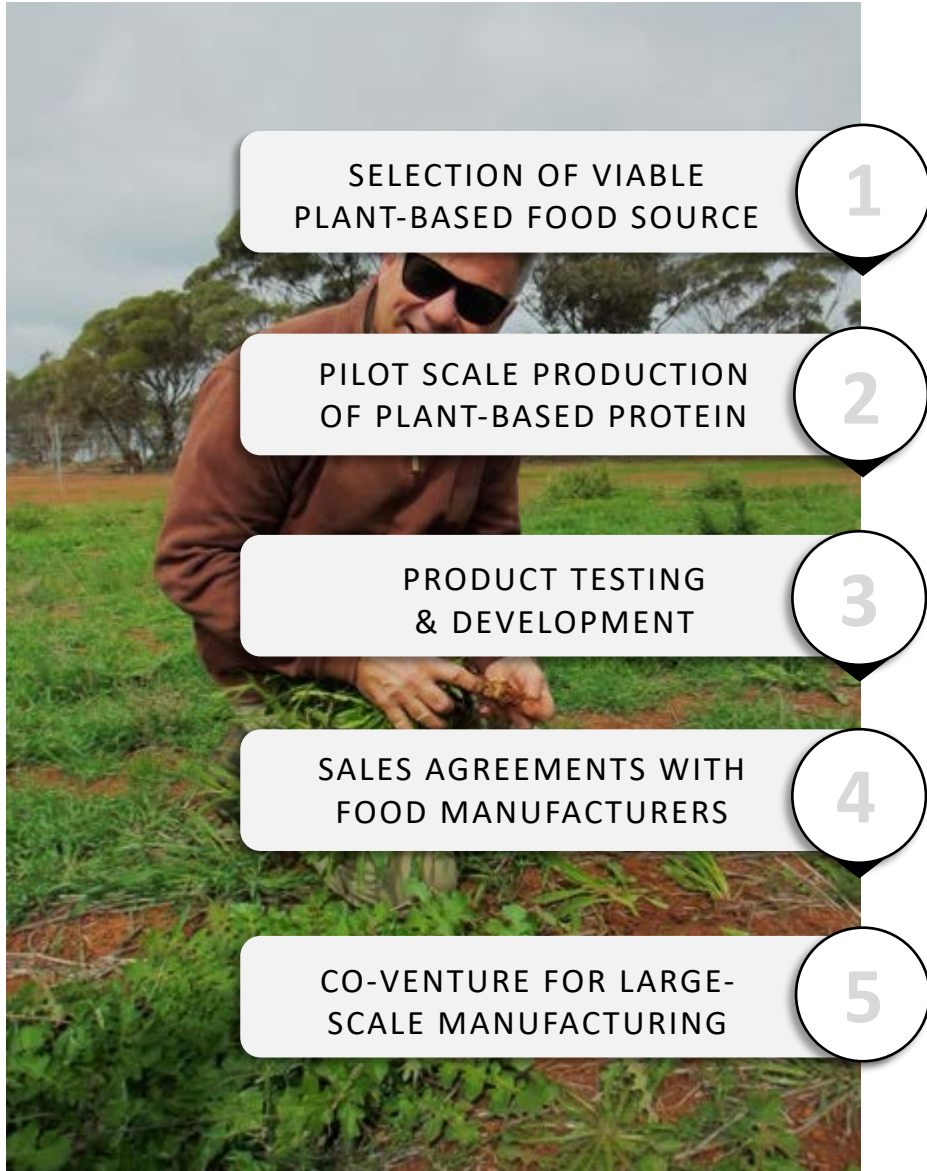 SELECTION OF VIABLE
PLANT-BASED FOOD SOURCE
1
PILOT SCALE PRODUCTION
OF PLANT-BASED PROTEIN
2
PRODUCT TESTING
& DEVELOPMENT
3
SALES AGREEMENTS WITH
FOOD MANUFACTURERS
4
CO-VENTURE FOR LARGE-
SCALE MANUFACTURING
5